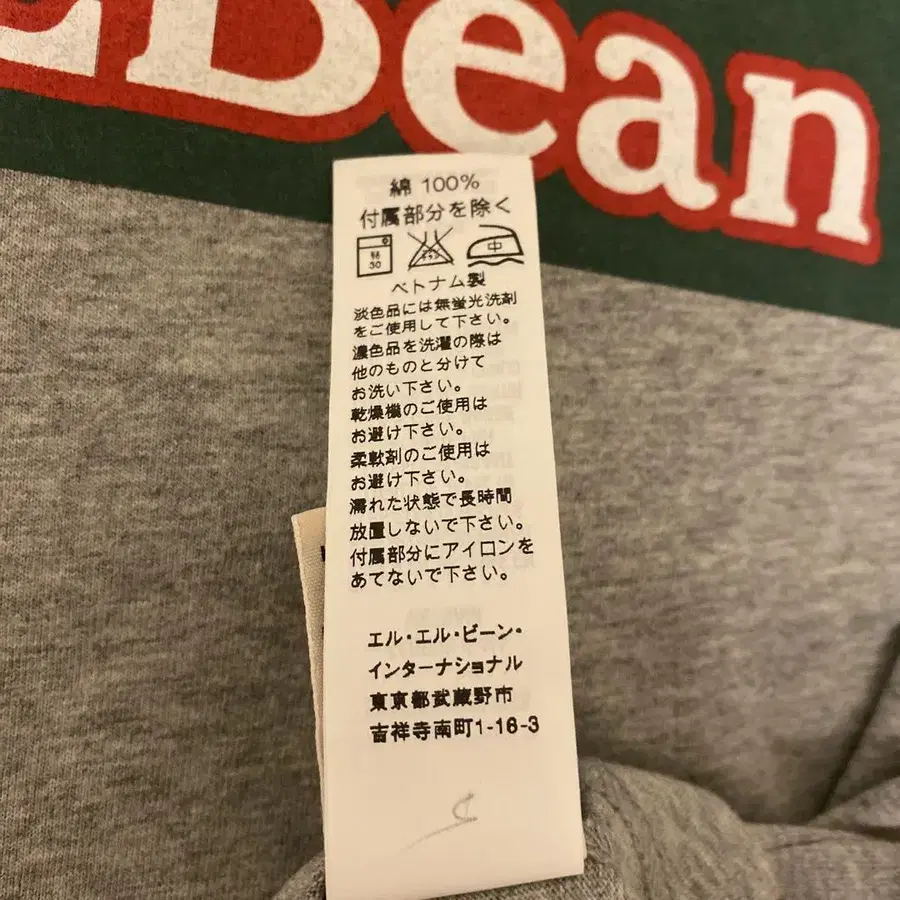 Bean
綿 100%
付属部分を除く
30
中
ベトナム製
淡色品には無蛍光洗剤
をご使用して下さい。
濃色品を洗濯の際は
他のものと分けて
お洗い下さい。
乾燥機のご使用は
お避け下さい。
柔軟剤のご使用は
お避け下さい。
濡れた状態で長時間
放置しないで下さい。
付属部分にアイロンを
あてないで下さい。
エル・エル・ビーン・
インターナショナル
東京都武蔵野市
吉祥寺南町1-16-3